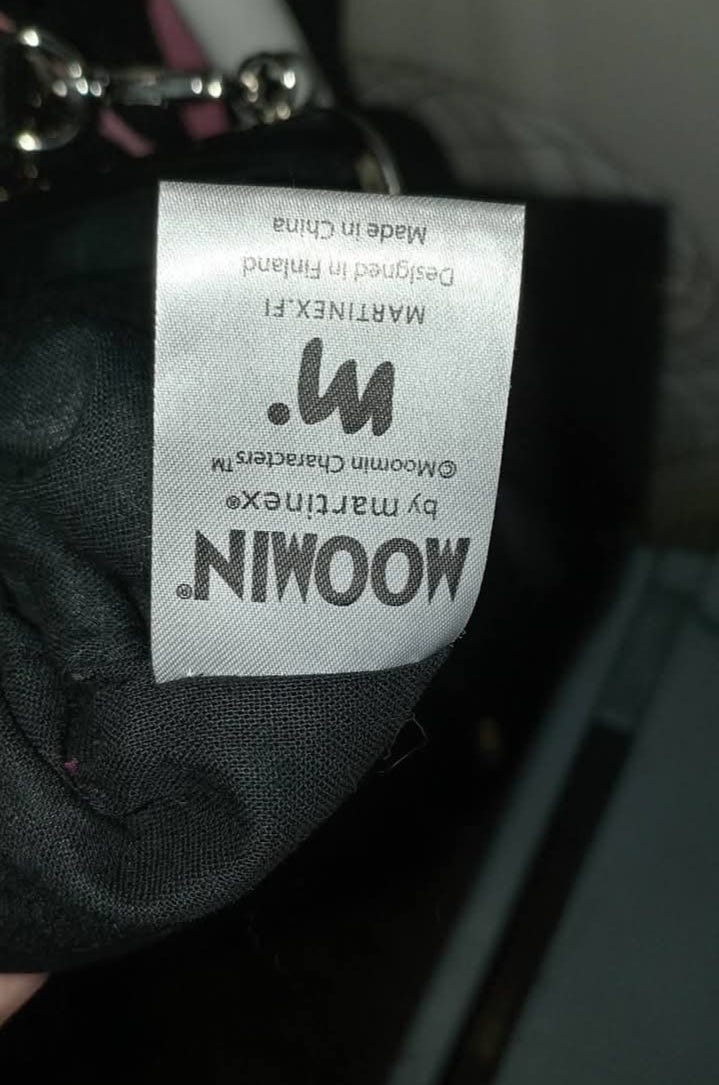 MOOMIN®
by martinex®
©Moomin Characters™
m.
MARTINEX.FI
Designed in Finland
Made in China